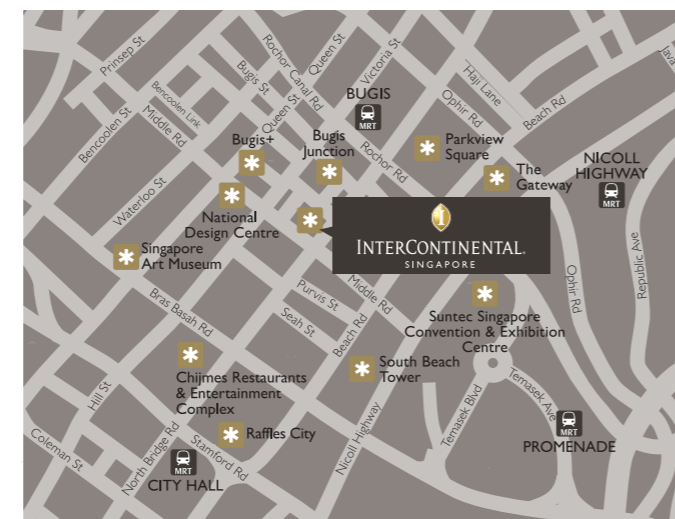 Prinsep St
Rochor Canal Rd
Queen St
Victoria St
Bugis St
Haji Lane
Java
Bencoolen St
Bencoolen Link
Middle Rd
Queen St
BUGIS
MRT
Ophir Rd
Beach Rd
Bugis+
Bugis
Junction
Rochor Rd
Parkview
Square
The
Gateway
NICOLL
HIGHWAY
MRT
Waterloo St
National
Design Centre
INTERCONTINENTAL®
SINGAPORE
Singapore
Art Museum
Ophir Rd
Republic Ave
Bras Basah Rd
Purvis St
Seah St
Middle Rd
Beach Rd
Suntec Singapore
Convention & Exhibition
Centre
Chijmes Restaurants
& Entertainment
Complex
South Beach
Tower
Hill St
Temasek Blvd
Temasek Ave
Coleman St
North Bridge Rd
Raffles City
Stamford Rd
Nicoll Highway
MRT
CITY HALL
MRT
PROMENADE